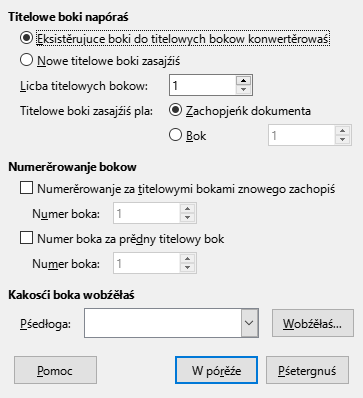 Titelowe boki napóraś
Eksistěrujuce boki do titelowych bokow konwertěrowaś
Nowe titelowe boki zasajźiś
Licba titelowych bokow: 1
Titelowe boki zasajźiś pla: Zachopjeńk dokumenta
Bok 1
Numerěrowanje bokow
Numerěrowanje za titelowymi bokami znowego zachopiś
Numer boka: 1
Numer boka za prědny titelowy bok
Numer boka: 1
Kakosći boka wobźěłaś
Pśedłoga: Wobźěłaś...
Pomoc W pórěźe Pśetergnuś